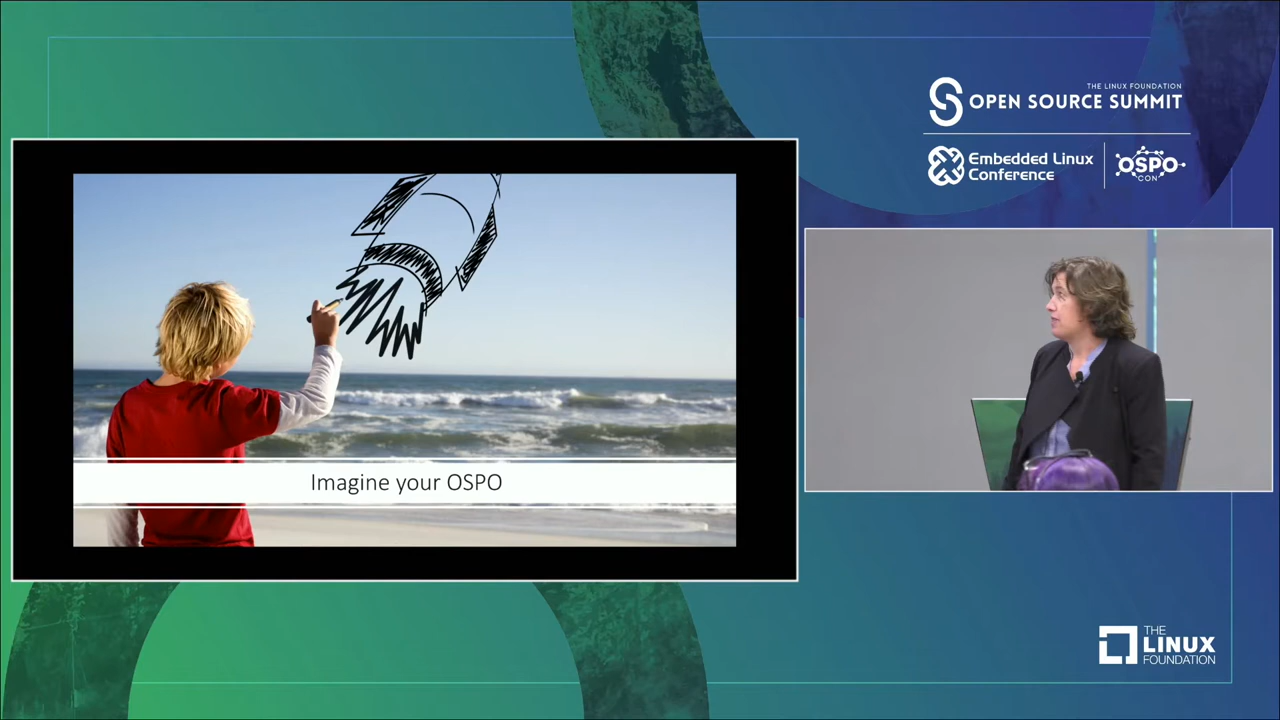 THE LINUX FOUNDATION
OPEN SOURCE SUMMIT
Embedded Linux
Conference
OSPO
CON
Imagine your OSPO
THE
LINUX
FOUNDATION